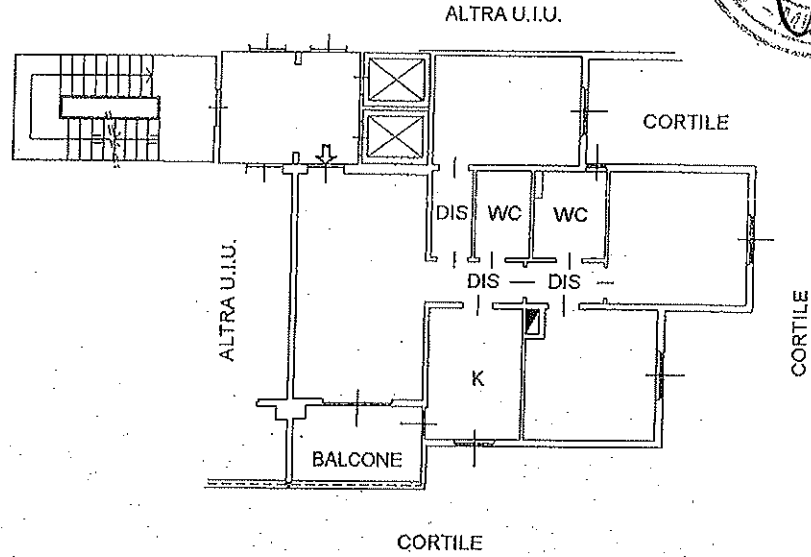 ALTRA U.I.U.
CORTILE
DIS
WC
WC
ALTRA U.I.U.
DIS
DIS
CORTILE
K
BALCONE
CORTILE